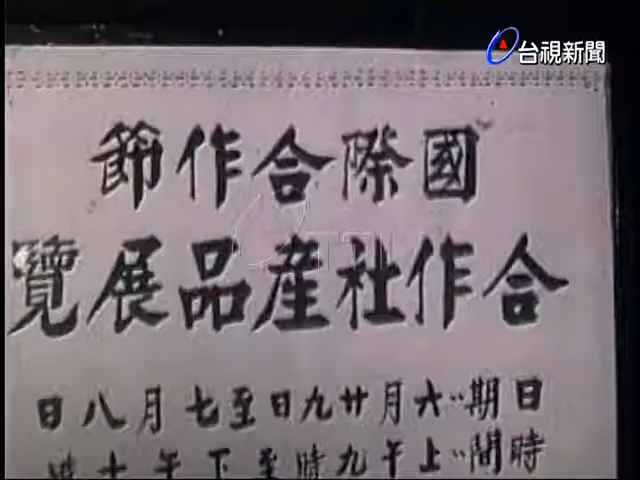 台視新聞
國際合作節
合作社產品展覽
日期：六月廿九日至七月八日
時間：上午九時至下午十時